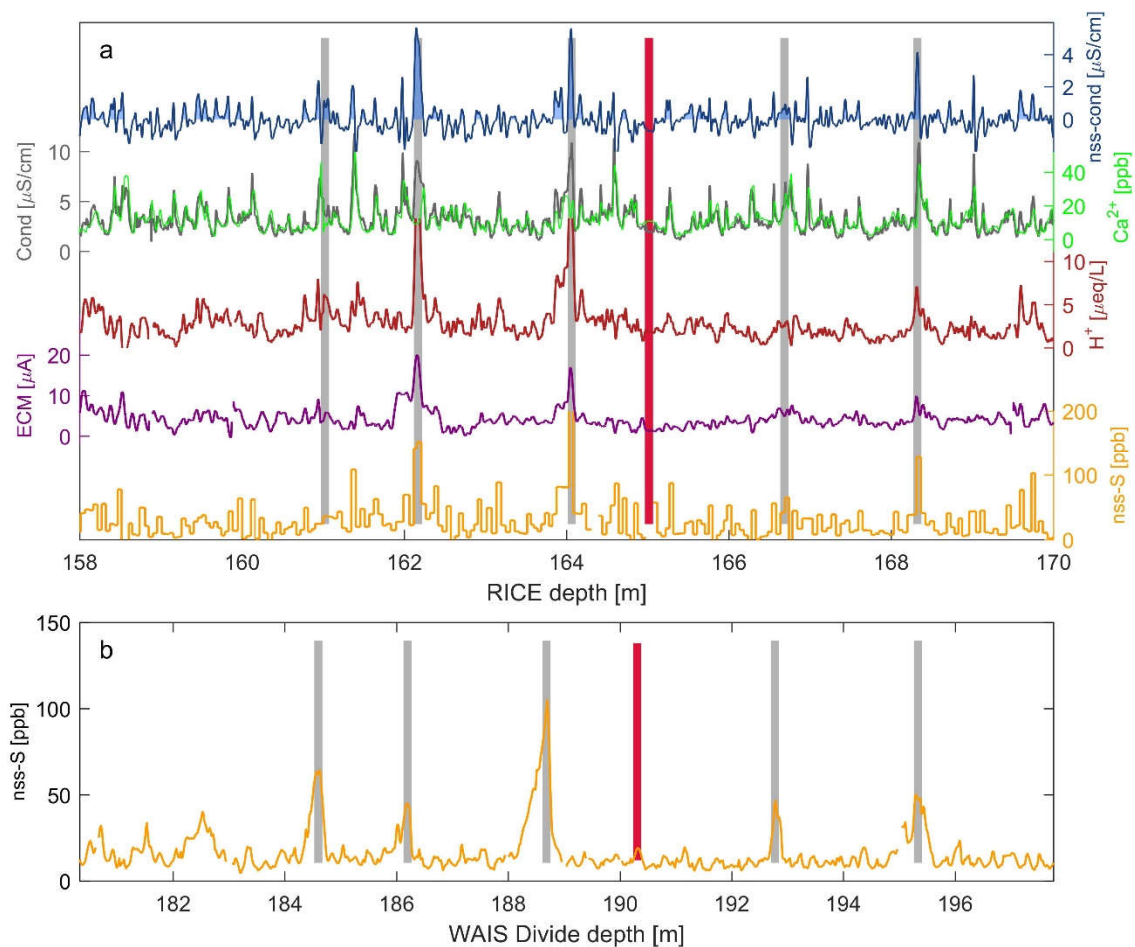 a
6
4
2
0
nss-cond [µS/cm]
10
5
0
Cond [µS/cm]
40
20
0
Ca²⁺ [ppb]
10
5
0
H⁺ [µeq/L]
20
10
0
ECM [µA]
200
100
0
nss-S [ppb]
158 160 162 164 166 168 170
RICE depth [m]
b
150
100
50
0
nss-S [ppb]
182 184 186 188 190 192 194 196
WAIS Divide depth [m]